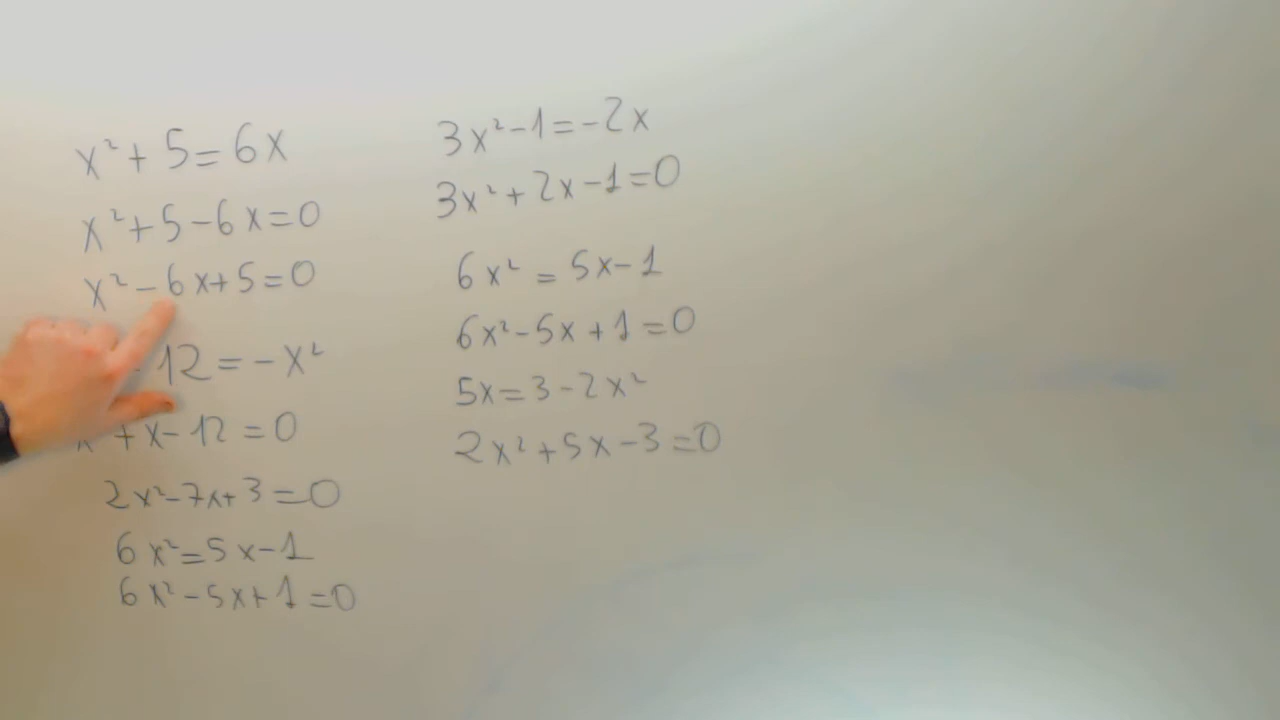 x² + 5 = 6x
x² + 5 - 6x = 0
x² - 6x + 5 = 0
12 = -x²
+ x - 12 = 0
2x² - 7x + 3 = 0
6x² = 5x - 1
6x² - 5x + 1 = 0
3x² - 1 = -2x
3x² + 2x - 1 = 0
6x² = 5x - 1
6x² - 5x + 1 = 0
5x = 3 - 2x²
2x² + 5x - 3 = 0